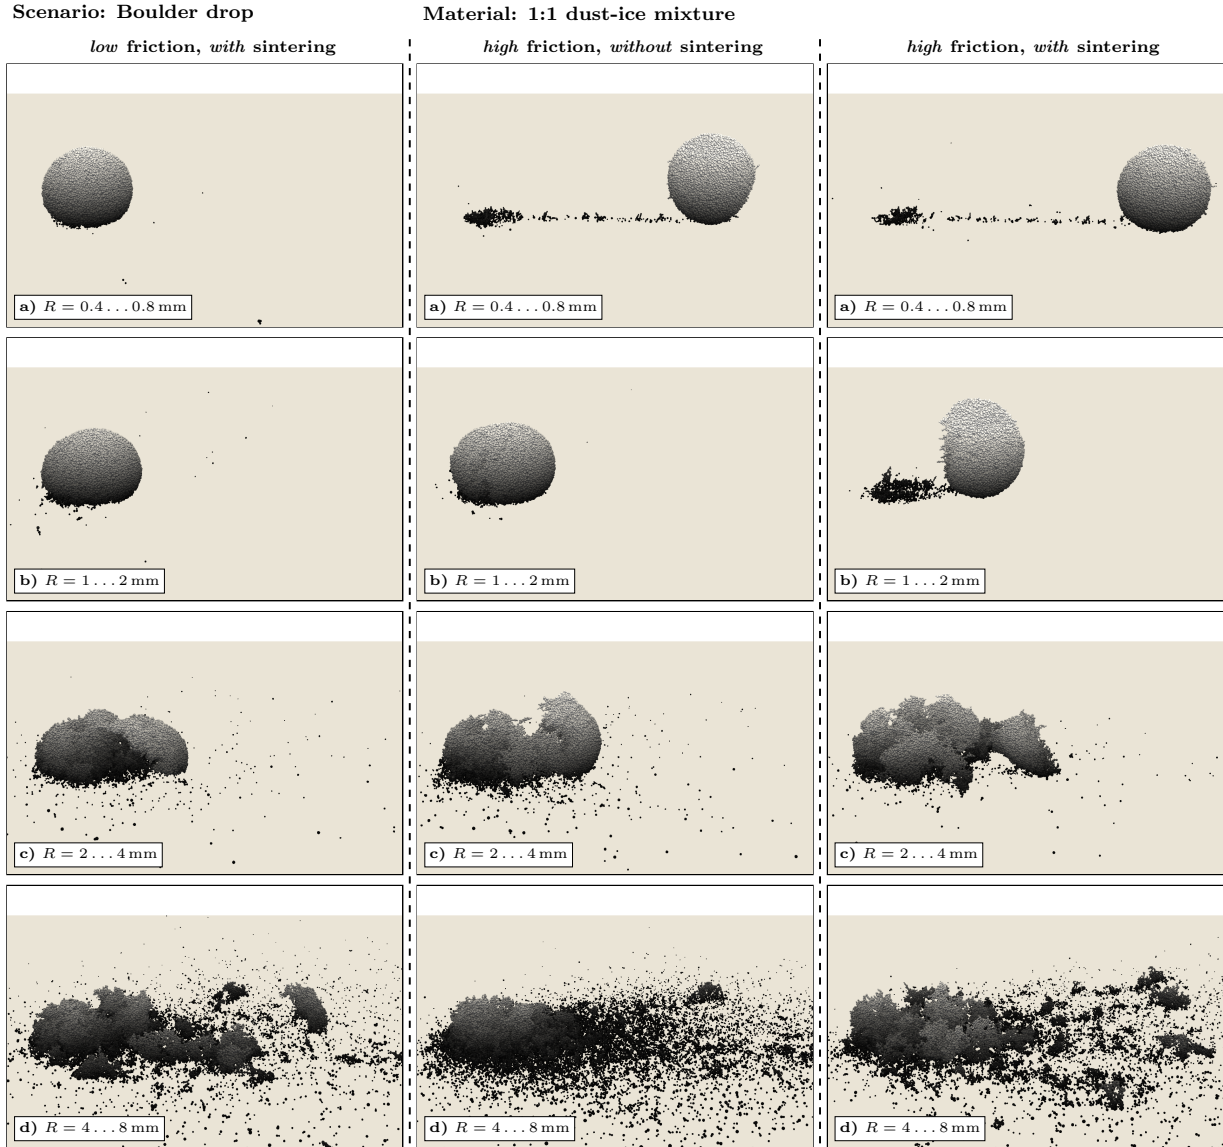 Scenario: Boulder drop
Material: 1:1 dust-ice mixture
low friction, with sintering
high friction, without sintering
high friction, with sintering
a) R = 0.4 . . . 0.8 mm
a) R = 0.4 . . . 0.8 mm
a) R = 0.4 . . . 0.8 mm
b) R = 1 . . . 2 mm
b) R = 1 . . . 2 mm
b) R = 1 . . . 2 mm
c) R = 2 . . . 4 mm
c) R = 2 . . . 4 mm
c) R = 2 . . . 4 mm
d) R = 4 . . . 8 mm
d) R = 4 . . . 8 mm
d) R = 4 . . . 8 mm